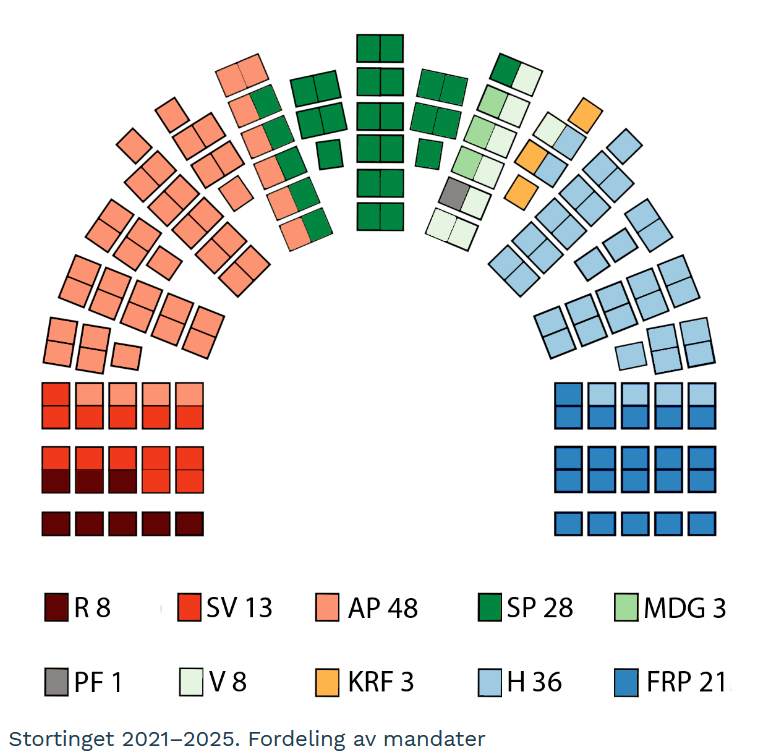 R 8 SV 13 AP 48 SP 28 MDG 3
PF 1 V 8 KRF 3 H 36 FRP 21
Stortinget 2021–2025. Fordeling av mandater